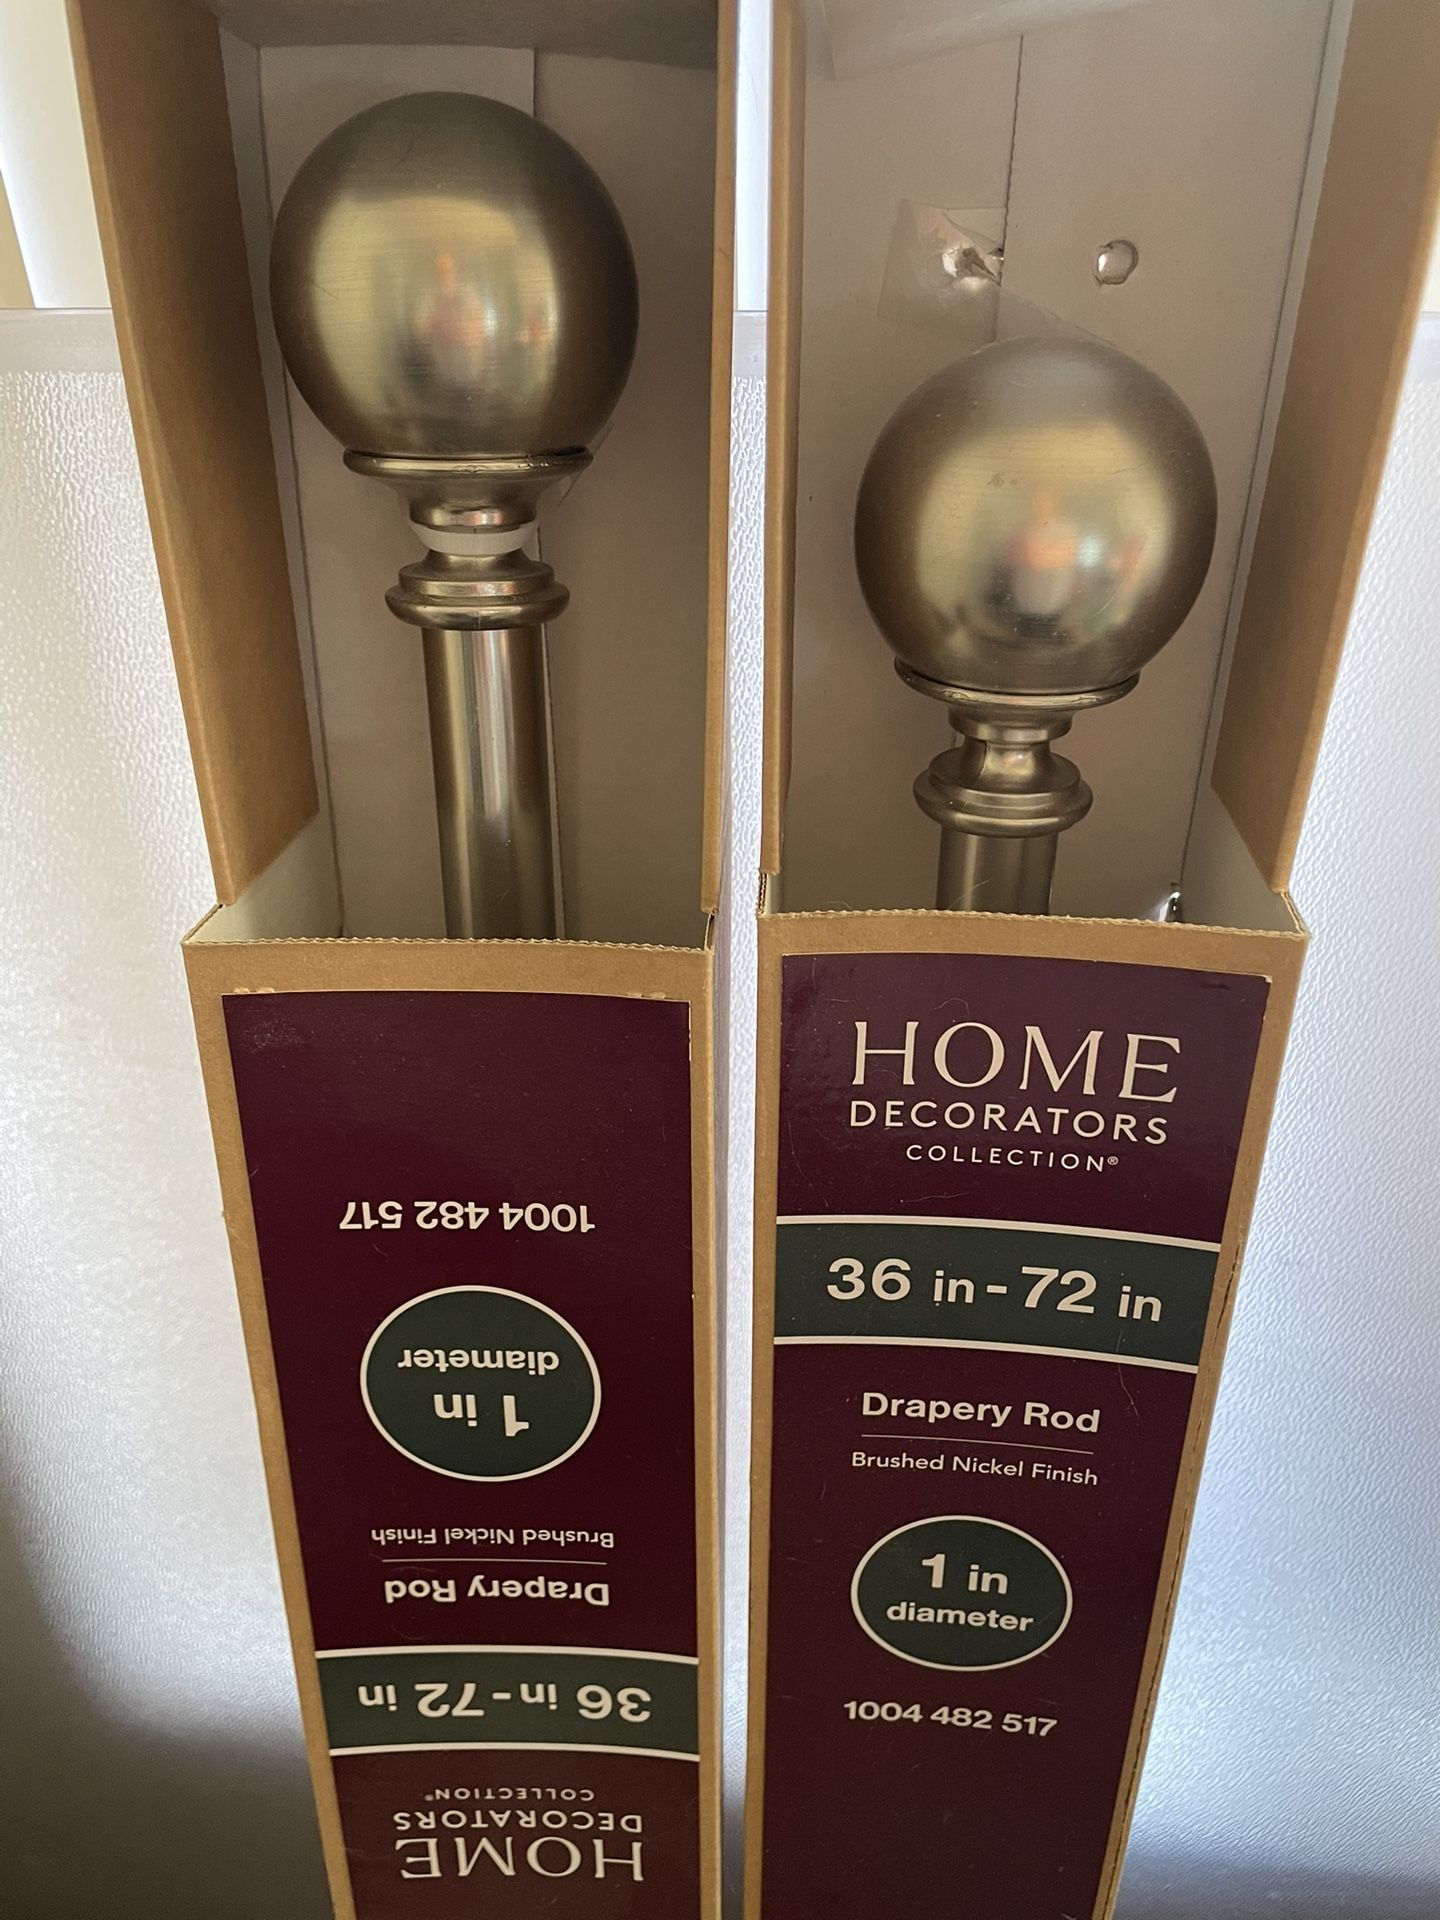 1004 482 517
1 in
diameter
Brushed Nickel Finish
Drapery Rod
36 in-72 in
HOME
DECORATORS
COLLECTION®
HOME
DECORATORS
COLLECTION®
36 in-72 in
Drapery Rod
Brushed Nickel Finish
1 in
diameter
1004 482 517